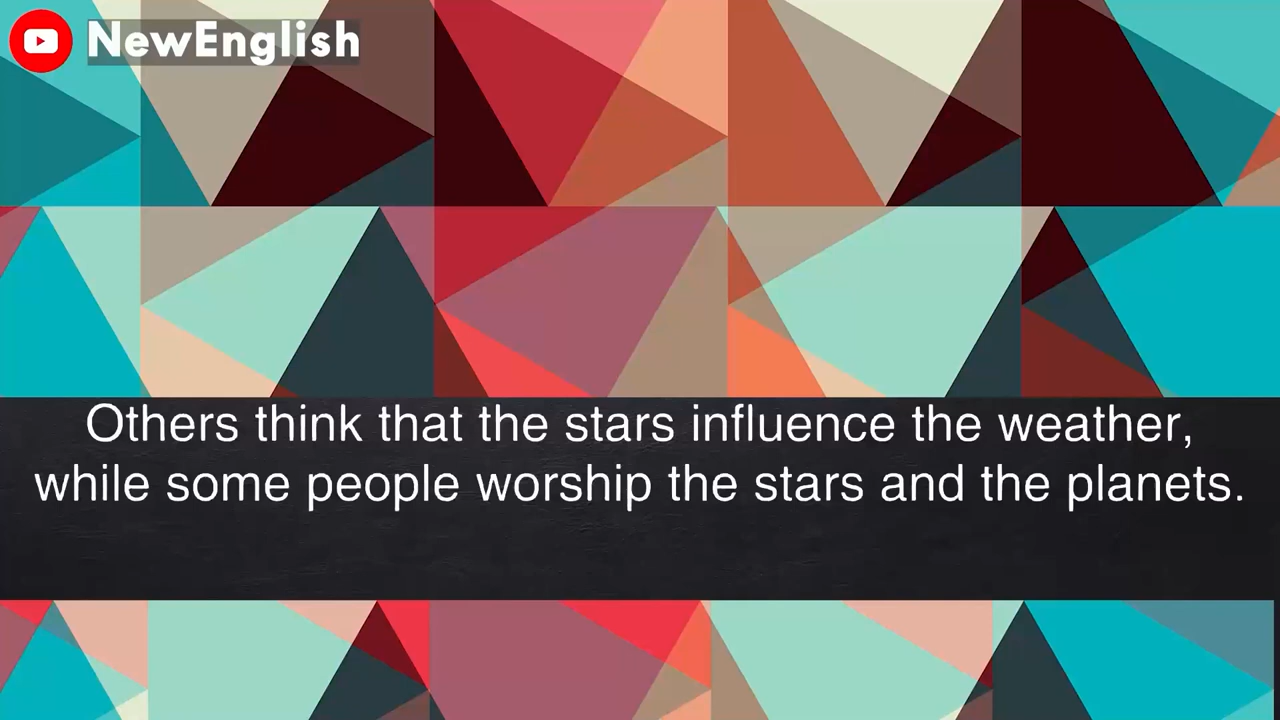 NewEnglish
Others think that the stars influence the weather,
while some people worship the stars and the planets.